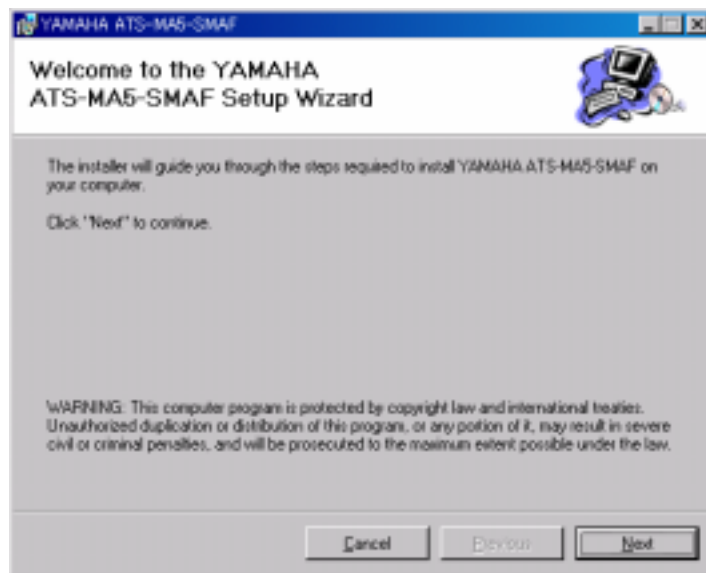 YAMAHA ATS-MA5-SMAF
Welcome to the YAMAHA
ATS-MA5-SMAF Setup Wizard
The installer will guide you through the steps required to install YAMAHA ATS-MA5-SMAF on
your computer.
Click "Next" to continue.
WARNING: This computer program is protected by copyright law and international treaties.
Unauthorized duplication or distribution of this program, or any portion of it, may result in severe
civil or criminal penalties, and will be prosecuted to the maximum extent possible under the law.
Cancel Previous Next